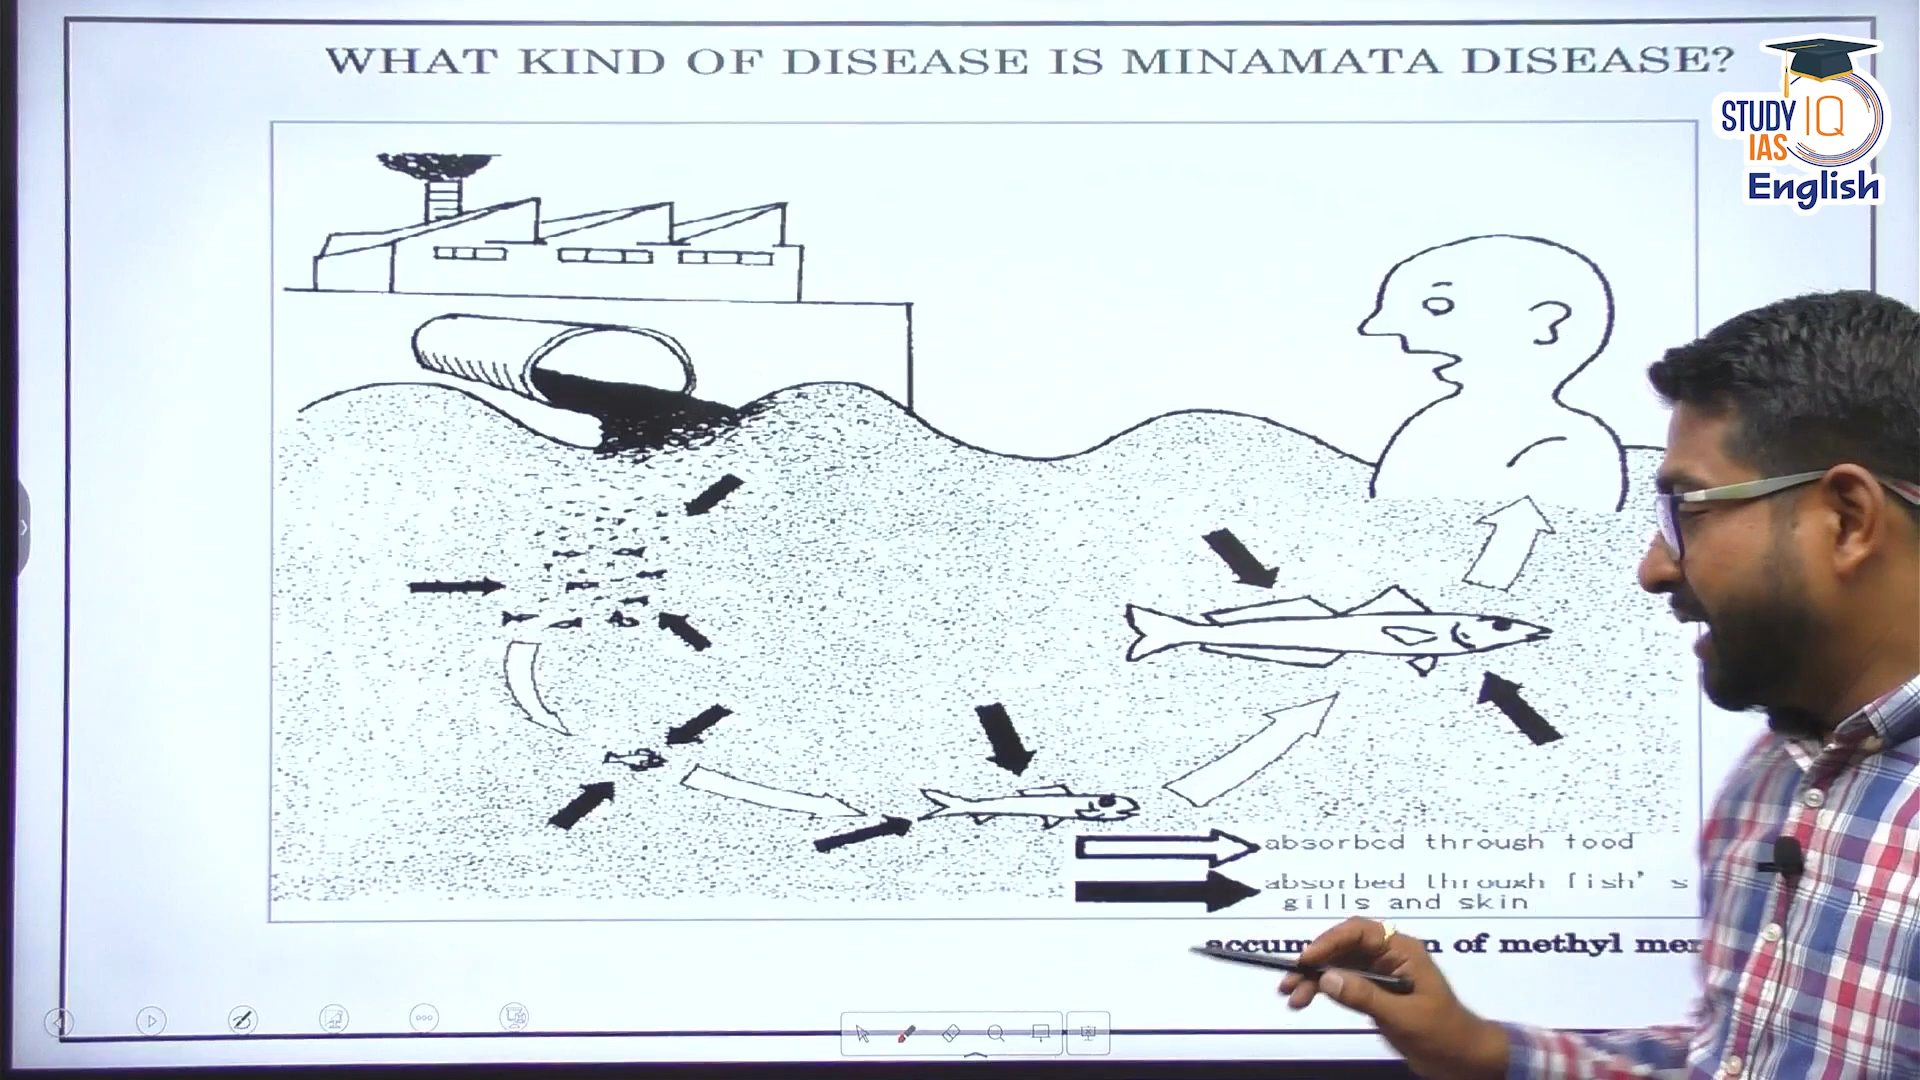 WHAT KIND OF DISEASE IS MINAMATA DISEASE?
STUDY IQ
IAS
English
absorbed through food
absorbed through fish's
gills and skin
of methyl